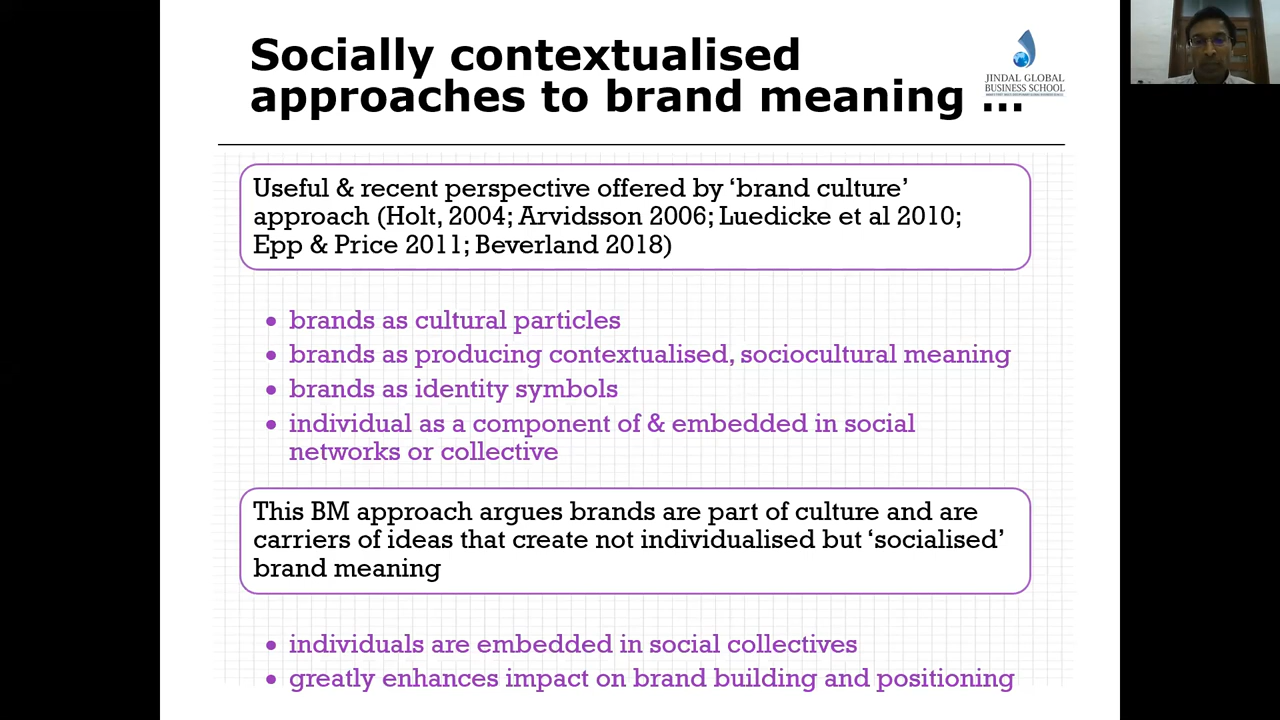 Socially contextualised
approaches to brand meaning ...
JINDAL GLOBAL
BUSINESS SCHOOL
Useful & recent perspective offered by ‘brand culture’
approach (Holt, 2004; Arvidsson 2006; Luedicke et al 2010;
Epp & Price 2011; Beverland 2018)
• brands as cultural particles
• brands as producing contextualised, sociocultural meaning
• brands as identity symbols
• individual as a component of & embedded in social
networks or collective
This BM approach argues brands are part of culture and are
carriers of ideas that create not individualised but ‘socialised’
brand meaning
• individuals are embedded in social collectives
• greatly enhances impact on brand building and positioning